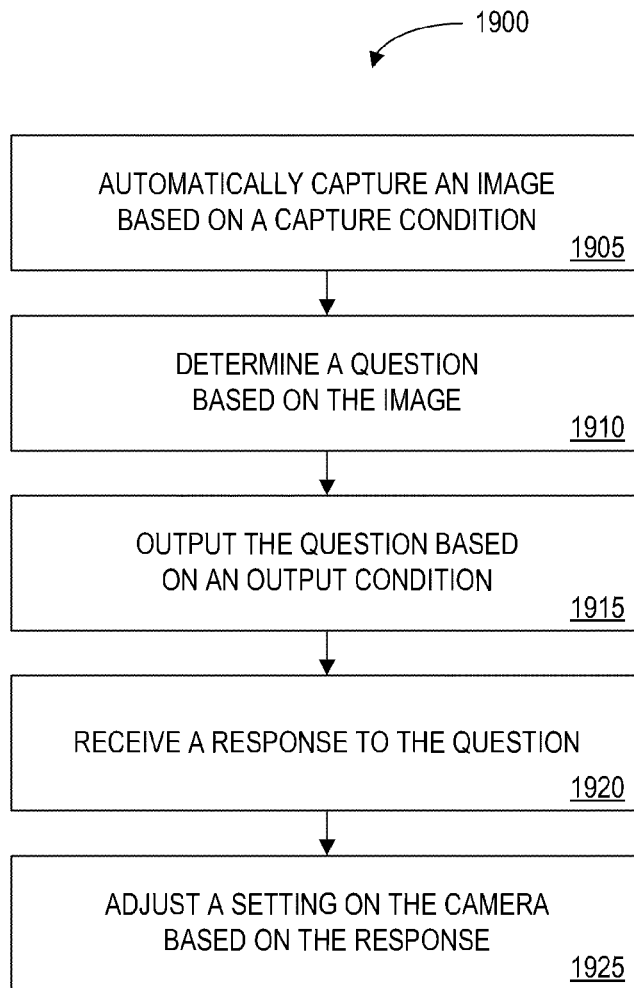 1900
AUTOMATICALLY CAPTURE AN IMAGE
BASED ON A CAPTURE CONDITION
1905
DETERMINE A QUESTION
BASED ON THE IMAGE
1910
OUTPUT THE QUESTION BASED
ON AN OUTPUT CONDITION
1915
RECEIVE A RESPONSE TO THE QUESTION
1920
ADJUST A SETTING ON THE CAMERA
BASED ON THE RESPONSE
1925